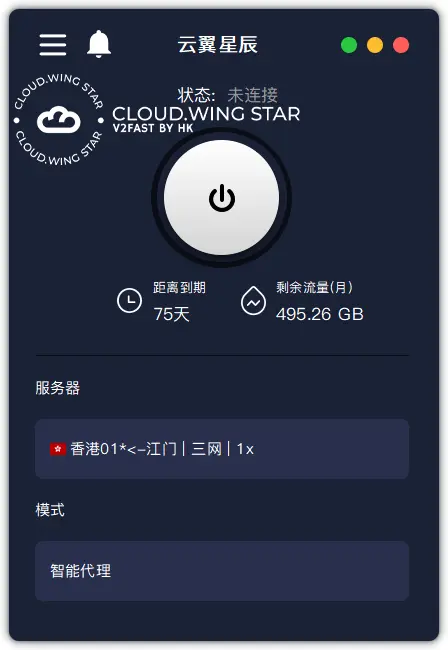 云翼星辰
状态: 未连接
CLOUD.WING STAR
CLOUD.WING STAR
CLOUD.WING STAR
V2FAST BY HK
距离到期
75天
剩余流量(月)
495.26 GB
服务器
香港01*<-江门 | 三网 | 1x
模式
智能代理